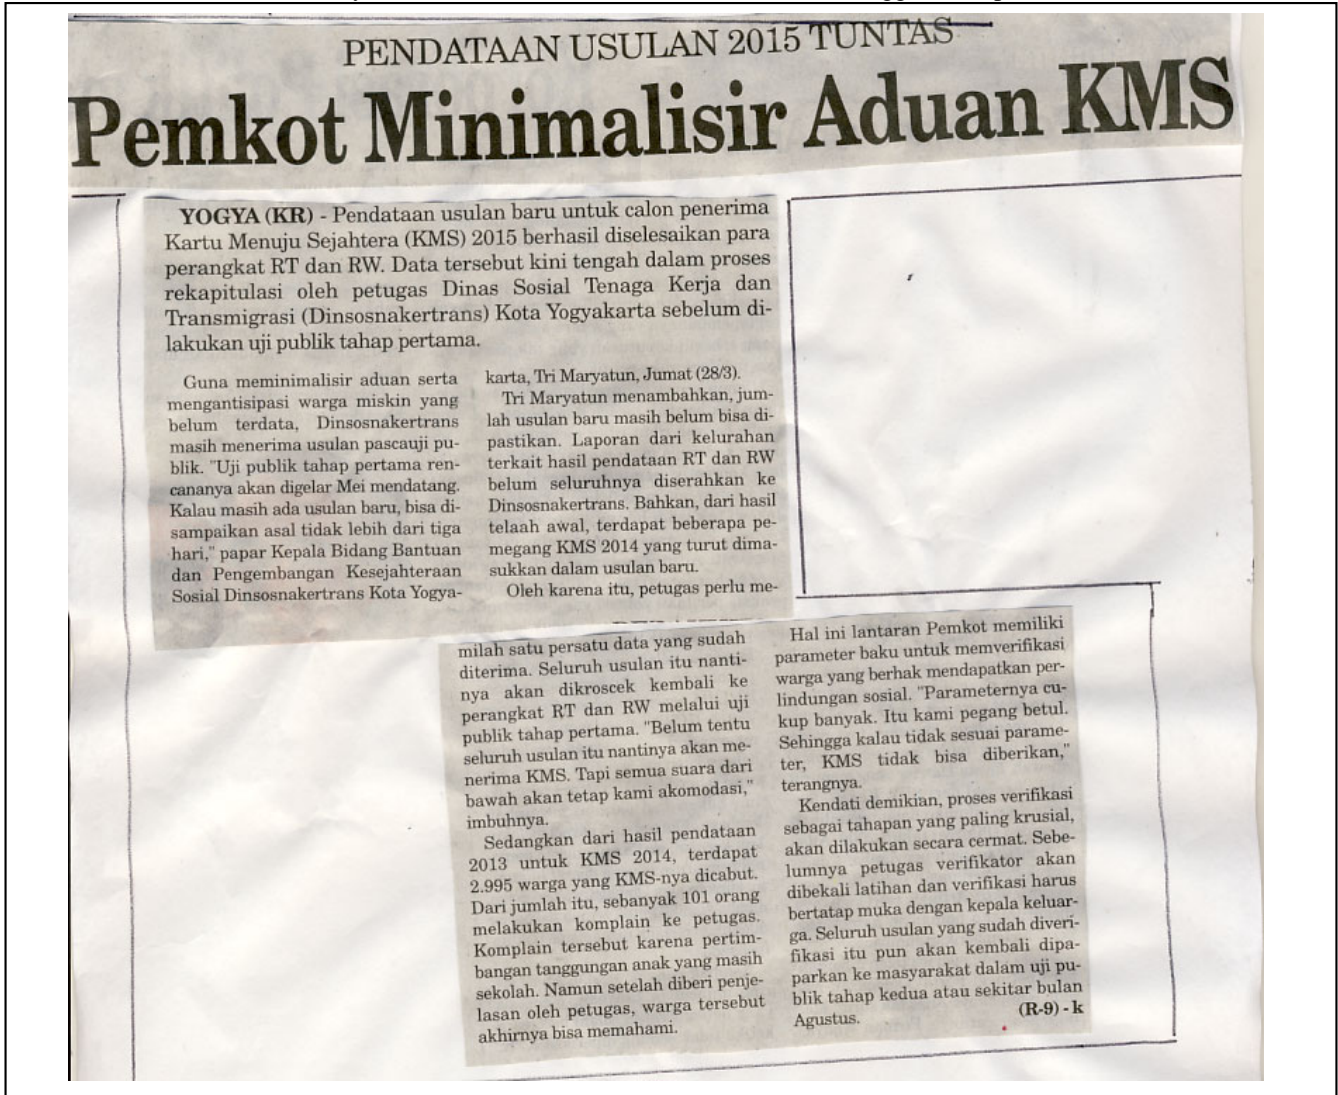 PENDATAAN USULAN 2015 TUNTAS
Pemkot Minimalisir Aduan KMS
YOGYA (KR) - Pendataan usulan baru untuk calon penerima
Kartu Menuju Sejahtera (KMS) 2015 berhasil diselesaikan para
perangkat RT dan RW. Data tersebut kini tengah dalam proses
rekapitulasi oleh petugas Dinas Sosial Tenaga Kerja dan
Transmigrasi (Dinsosnakertrans) Kota Yogyakarta sebelum di-
lakukan uji publik tahap pertama.
Guna meminimalisir aduan serta
mengantisipasi warga miskin yang
belum terdata, Dinsosnakertrans
masih menerima usulan pascauji pu-
blik. "Uji publik tahap pertama ren-
cananya akan digelar Mei mendatang.
Kalau masih ada usulan baru, bisa di-
sampaikan asal tidak lebih dari tiga
hari," papar Kepala Bidang Bantuan
dan Pengembangan Kesejahteraan
Sosial Dinsosnakertrans Kota Yogya-
karta, Tri Maryatun, Jumat (28/3).
Tri Maryatun menambahkan, jum-
lah usulan baru masih belum bisa di-
pastikan. Laporan dari kelurahan
terkait hasil pendataan RT dan RW
belum seluruhnya diserahkan ke
Dinsosnakertrans. Bahkan, dari hasil
telaah awal, terdapat beberapa pe-
megang KMS 2014 yang turut dima-
sukkan dalam usulan baru.
Oleh karena itu, petugas perlu me-
milah satu persatu data yang sudah
diterima. Seluruh usulan itu nanti-
nya akan dikroscek kembali ke
perangkat RT dan RW melalui uji
publik tahap pertama. "Belum tentu
seluruh usulan itu nantinya akan me-
nerima KMS. Tapi semua suara dari
bawah akan tetap kami akomodasi,"
imbuhnya.
Sedangkan dari hasil pendataan
2013 untuk KMS 2014, terdapat
2.995 warga yang KMS-nya dicabut.
Dari jumlah itu, sebanyak 101 orang
melakukan komplain ke petugas.
Komplain tersebut karena pertim-
bangan tanggungan anak yang masih
sekolah. Namun setelah diberi penje-
lasan oleh petugas, warga tersebut
akhirnya bisa memahami.
Hal ini lantaran Pemkot memiliki
parameter baku untuk memverifikasi
warga yang berhak mendapatkan per-
lindungan sosial. "Parameternya cu-
kup banyak. Itu kami pegang betul.
Sehingga kalau tidak sesuai parame-
ter, KMS tidak bisa diberikan,"
terangnya.
Kendati demikian, proses verifikasi
sebagai tahapan yang paling krusial,
akan dilakukan secara cermat. Sebe-
lumnya petugas verifikator akan
dibekali latihan dan verifikasi harus
bertatap muka dengan kepala keluar-
ga. Seluruh usulan yang sudah diveri-
fikasi itu pun akan kembali dipa-
parkan ke masyarakat dalam uji pu-
blik tahap kedua atau sekitar bulan
Agustus. (R-9) - k